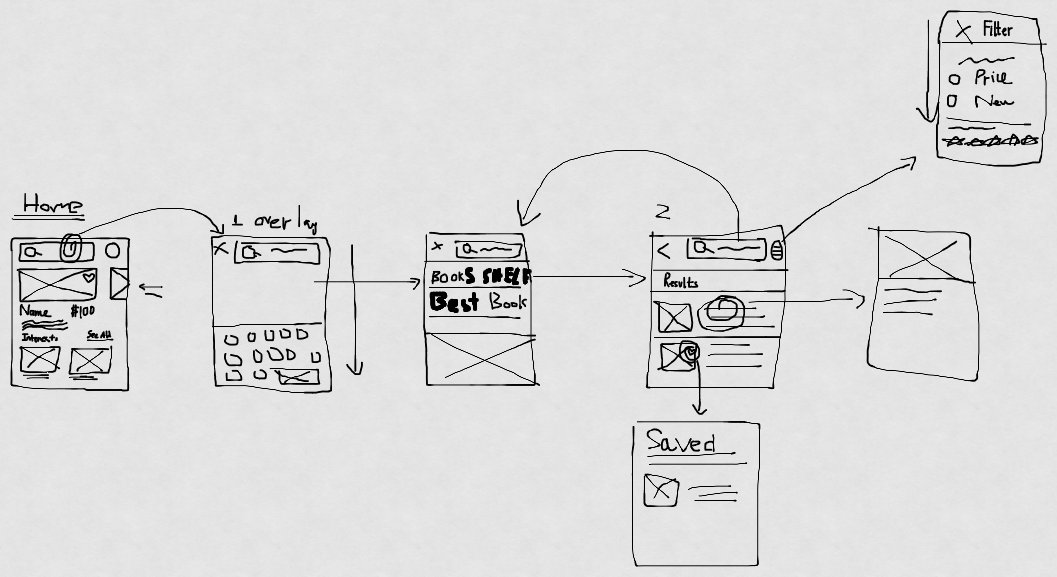 Home
Name #100
Interests See All
1 overlay
Books SHELF
Best Book
2
Results
X Filter
Price
New
Saved